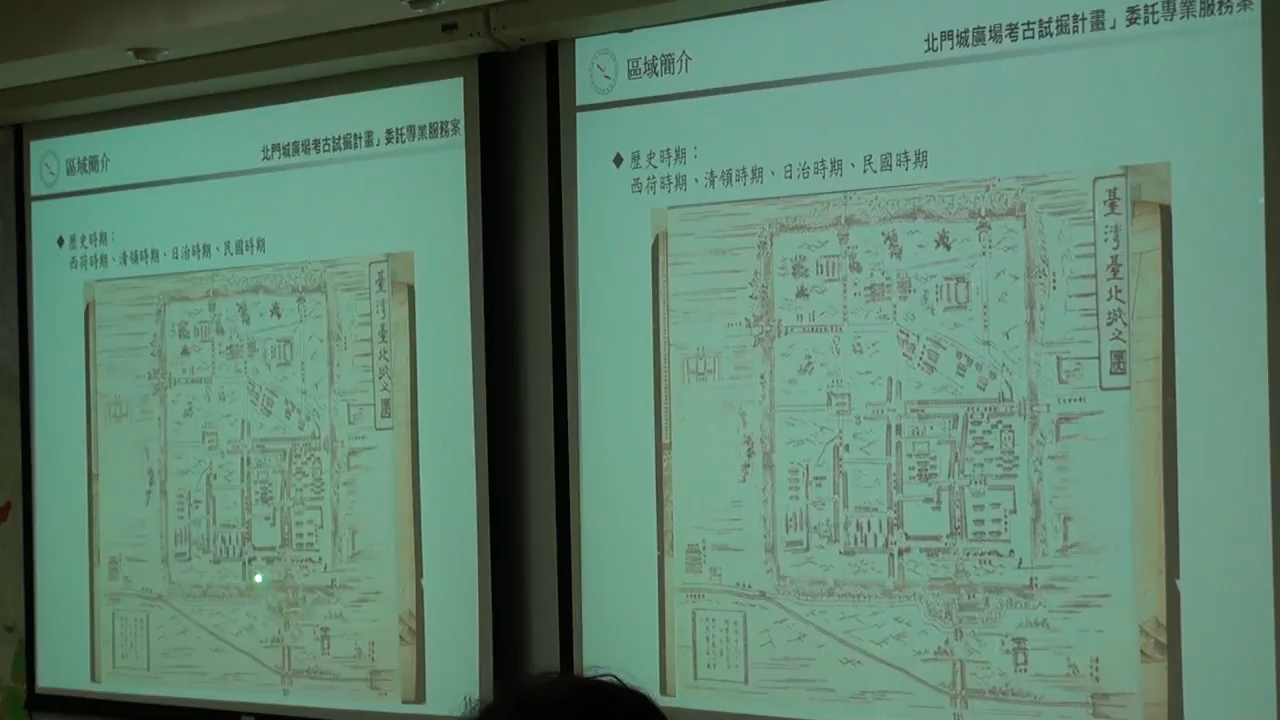 區域簡介
北門城廣場考古試掘計畫」委託專業服務案
◆歷史時期：
西荷時期、清領時期、日治時期、民國時期
臺灣臺北城之圖
區域簡介
北門城廣場考古試掘計畫」委託專業服務案
◆歷史時期：
西荷時期、清領時期、日治時期、民國時期
臺灣臺北城之圖